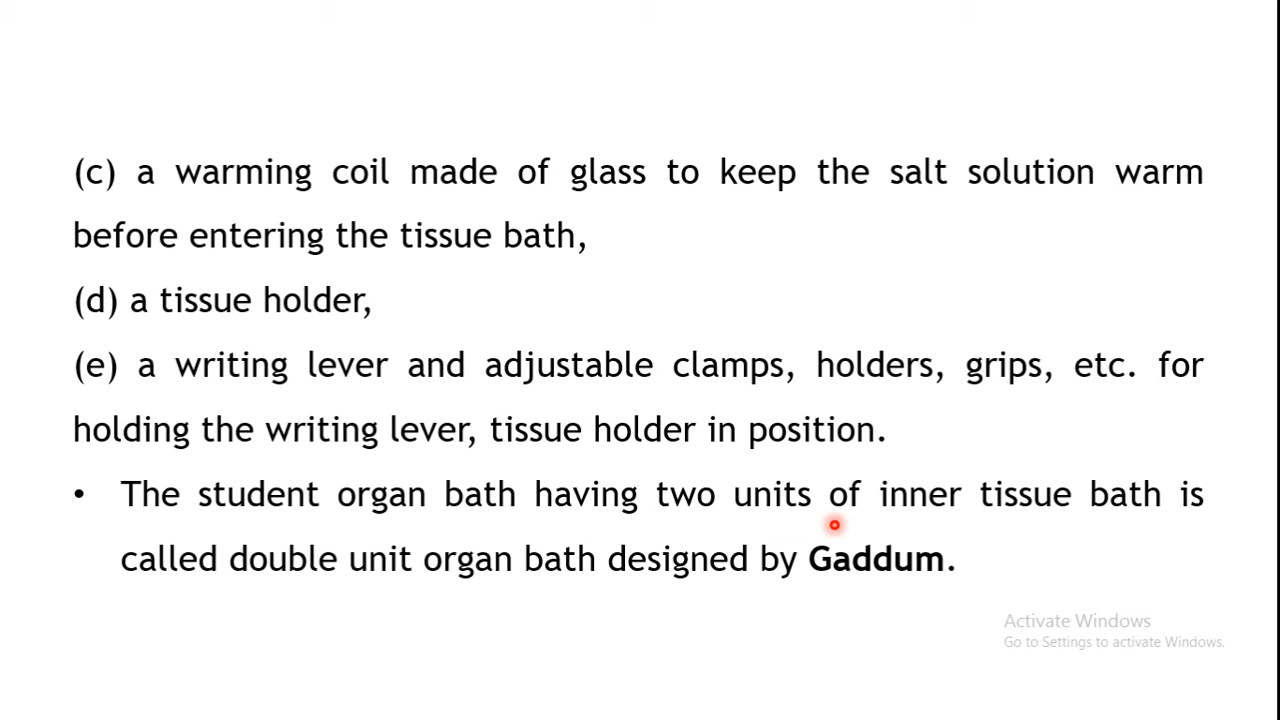 (c) a warming coil made of glass to keep the salt solution warm
before entering the tissue bath,
(d) a tissue holder,
(e) a writing lever and adjustable clamps, holders, grips, etc. for
holding the writing lever, tissue holder in position.
• The student organ bath having two units of inner tissue bath is
called double unit organ bath designed by Gaddum.
Activate Windows
Go to Settings to activate Windows.